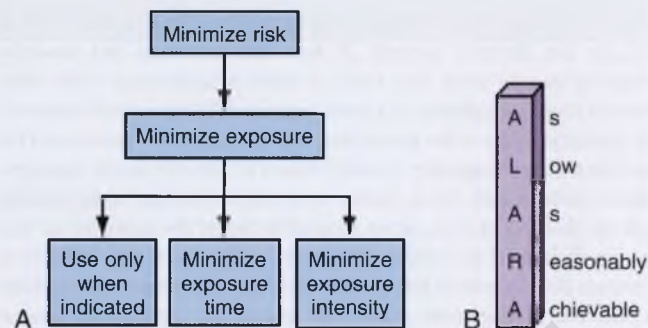 Minimize risk
Minimize exposure
Use only
when
indicated
Minimize
exposure
time
Minimize
exposure
intensity
A
A s
L ow
A s
R easonably
A chievable
B